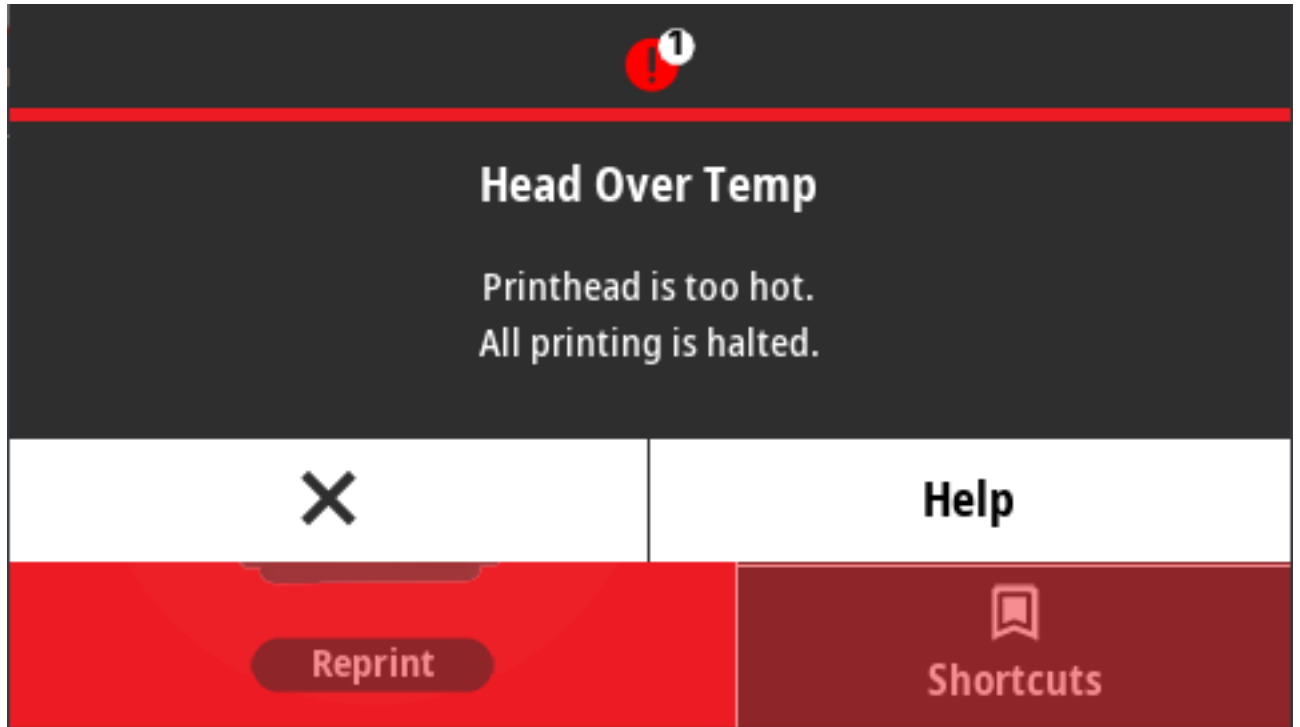 1
Head Over Temp
Printhead is too hot.
All printing is halted.
Help
Reprint
Shortcuts